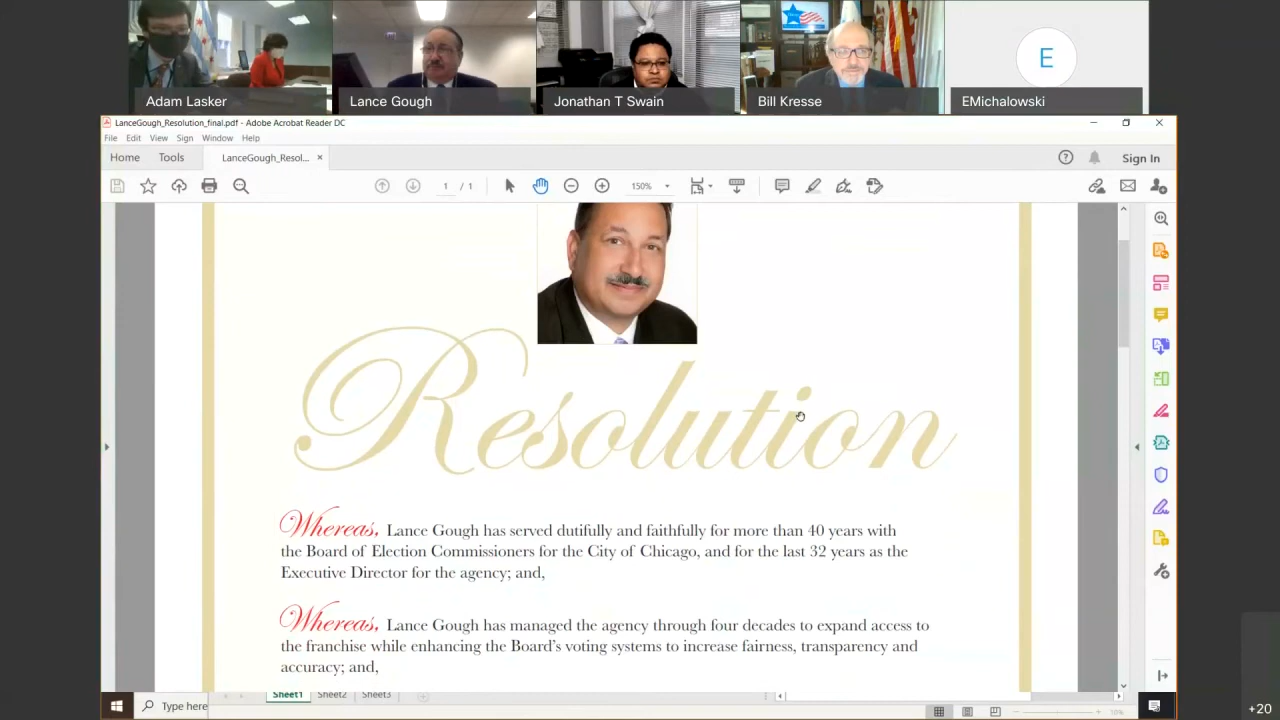 Adam Lasker
Lance Gough
Jonathan T Swain
Bill Kresse
E
EMichalowski
LanceGough_Resolution_final.pdf - Adobe Acrobat Reader DC
File Edit View Sign Window Help
Home Tools LanceGough_Resol... × Sign In
1 / 1 150%
Resolution
Whereas, Lance Gough has served dutifully and faithfully for more than 40 years with
the Board of Election Commissioners for the City of Chicago, and for the last 32 years as the
Executive Director for the agency; and,
Whereas, Lance Gough has managed the agency through four decades to expand access to
the franchise while enhancing the Board's voting systems to increase fairness, transparency and
accuracy; and,
Sheet1 Sheet2 Sheet3
Type here
+20